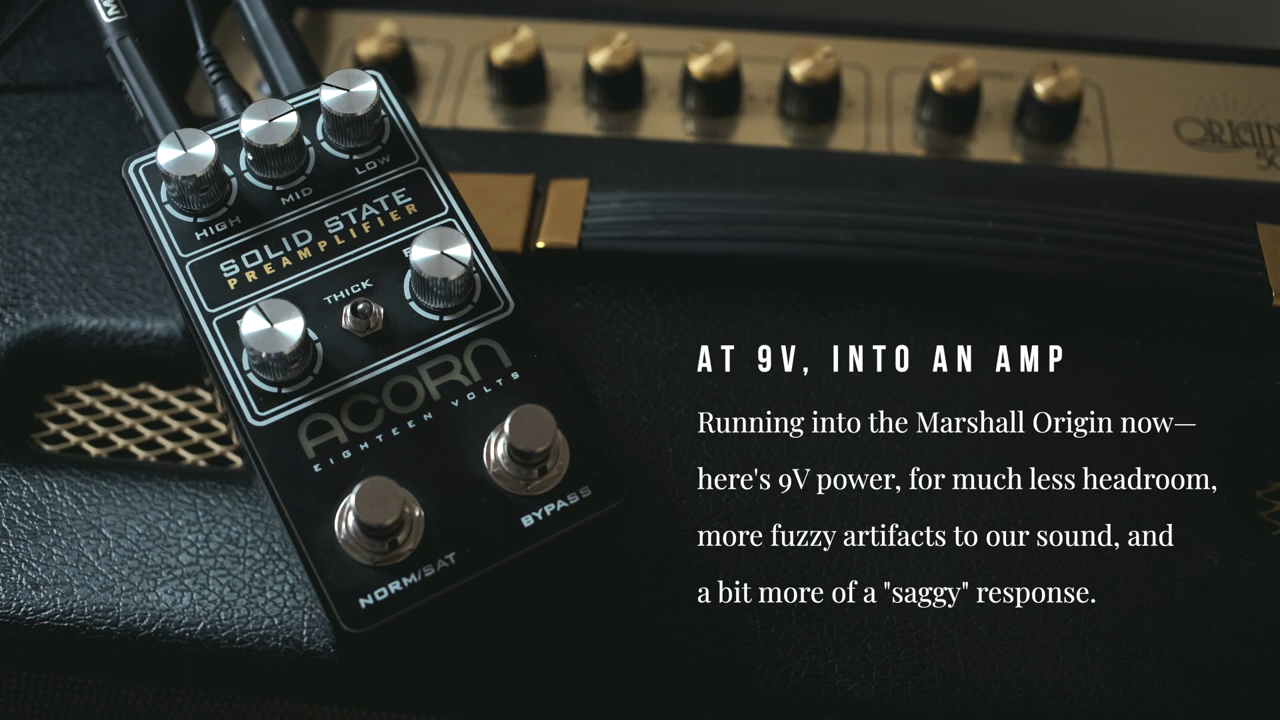 HIGH
MID
LOW
SOLID STATE
PREAMPLIFIER
THICK
ACORN
EIGHTEEN VOLTS
NORM/SAT
BYPASS
AT 9V, INTO AN AMP
Running into the Marshall Origin now—
here's 9V power, for much less headroom,
more fuzzy artifacts to our sound, and
a bit more of a "saggy" response.